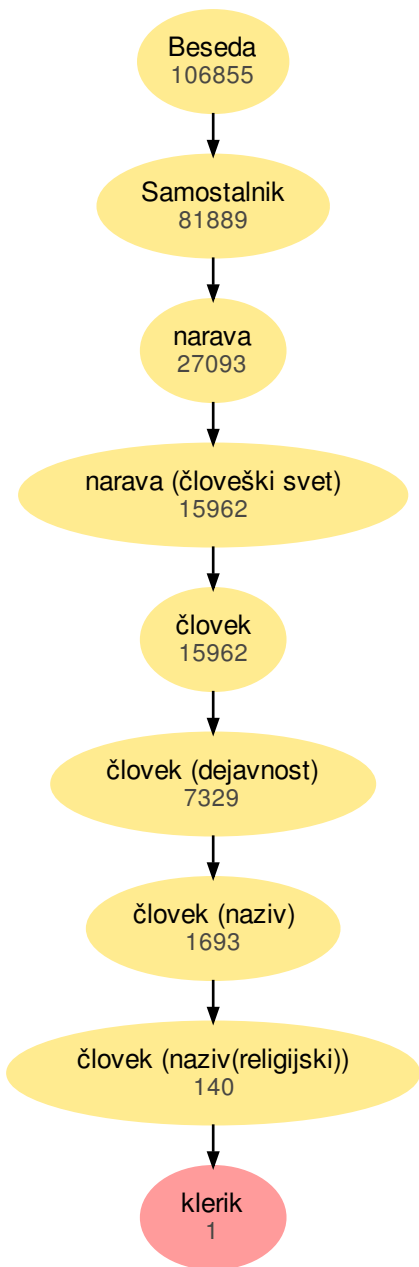 Beseda
106855
Samostalnik
81889
narava
27093
narava (človeški svet)
15962
človek
15962
človek (dejavnost)
7329
človek (naziv)
1693
človek (naziv(religijski))
140
klerik
1